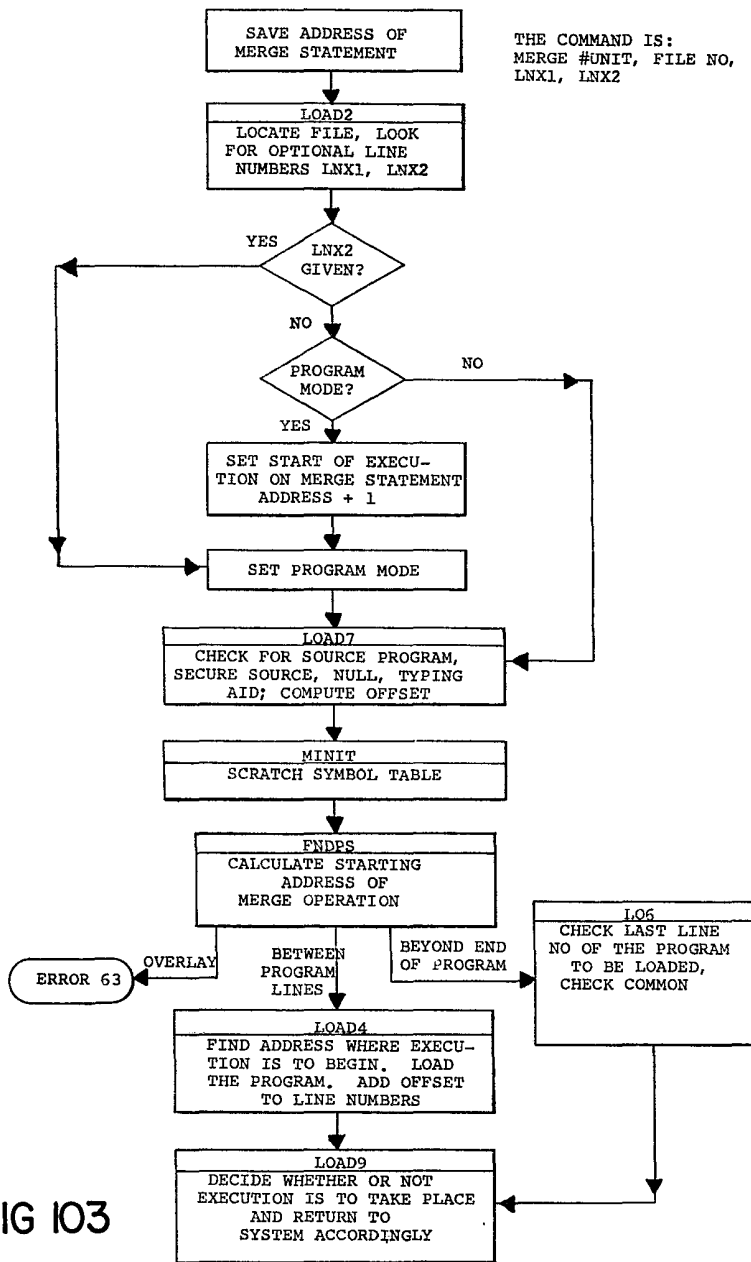 SAVE ADDRESS OF
MERGE STATEMENT
THE COMMAND IS:
MERGE #UNIT, FILE NO,
LNX1, LNX2
LOAD2
LOCATE FILE, LOOK
FOR OPTIONAL LINE
NUMBERS LNX1, LNX2
YES
LNX2
GIVEN?
NO
PROGRAM
MODE?
NO
YES
SET START OF EXECU-
TION ON MERGE STATEMENT
ADDRESS + 1
SET PROGRAM MODE
LOAD7
CHECK FOR SOURCE PROGRAM,
SECURE SOURCE, NULL, TYPING
AID; COMPUTE OFFSET
MINIT
SCRATCH SYMBOL TABLE
FNDPS
CALCULATE STARTING
ADDRESS OF
MERGE OPERATION
OVERLAY
ERROR 63
BETWEEN
PROGRAM
LINES
BEYOND END
OF PROGRAM
LO6
CHECK LAST LINE
NO OF THE PROGRAM
TO BE LOADED,
CHECK COMMON
LOAD4
FIND ADDRESS WHERE EXECU-
TION IS TO BEGIN. LOAD
THE PROGRAM. ADD OFFSET
TO LINE NUMBERS
LOAD9
DECIDE WHETHER OR NOT
EXECUTION IS TO TAKE PLACE
AND RETURN TO
SYSTEM ACCORDINGLY
IG 103